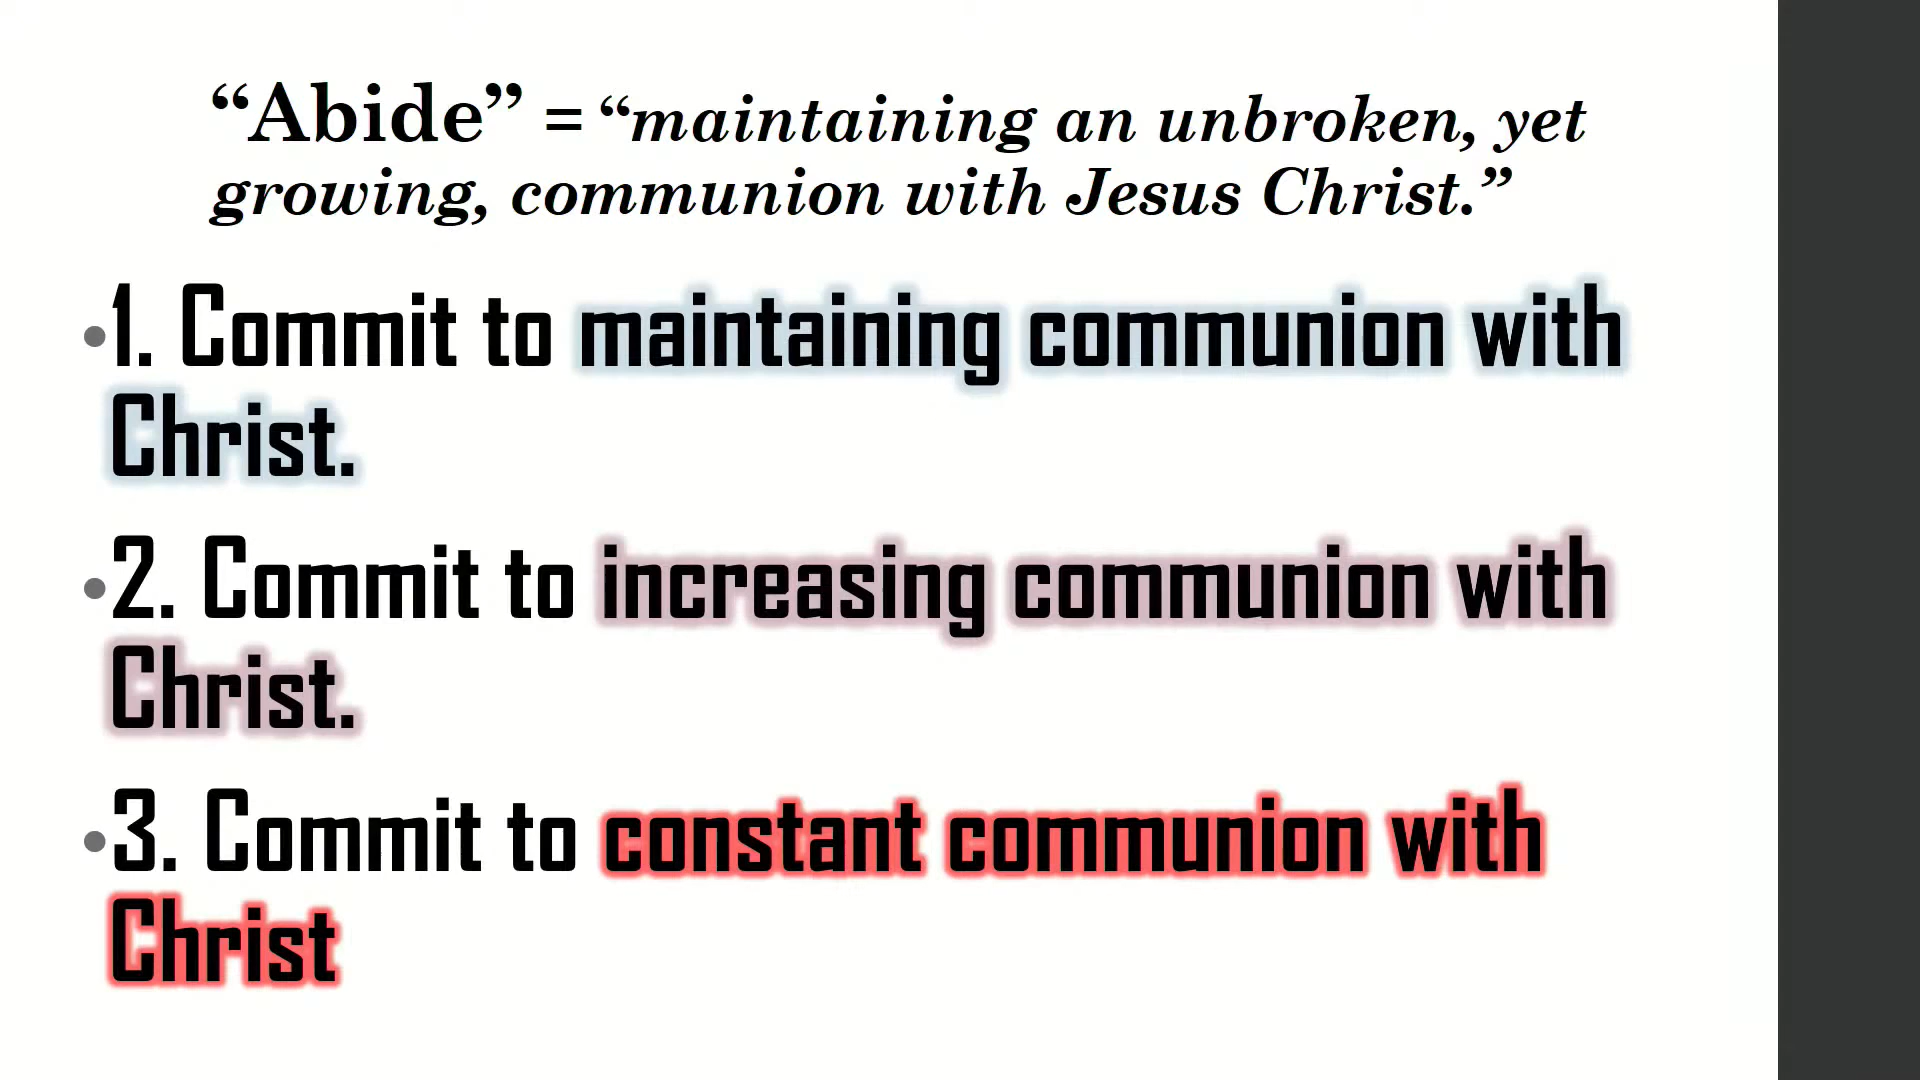 “Abide” = “maintaining an unbroken, yet
growing, communion with Jesus Christ.”
•1. Commit to maintaining communion with
Christ.
•2. Commit to increasing communion with
Christ.
•3. Commit to constant communion with
Christ